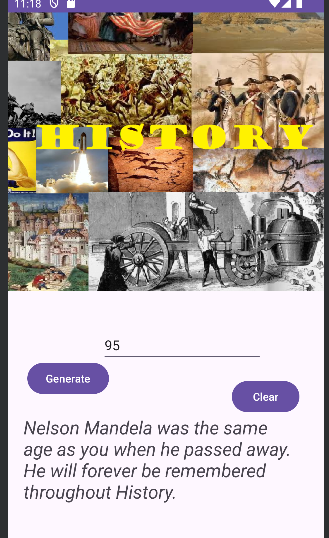 11:18
Do It!
HISTORY
95
Generate
Clear
Nelson Mandela was the same
age as you when he passed away.
He will forever be remembered
throughout History.